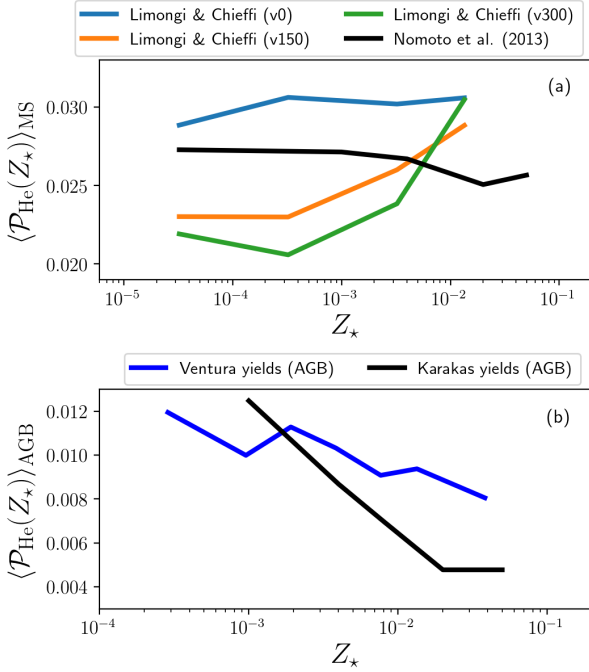 Limongi & Chieffi (v0) Limongi & Chieffi (v300)
Limongi & Chieffi (v150) Nomoto et al. (2013)
(a)
0.030
0.025
0.020
⟨𝒫He(Z⋆)⟩MS
10⁻⁵ 10⁻⁴ 10⁻³ 10⁻² 10⁻¹
Z⋆
Ventura yields (AGB) Karakas yields (AGB)
(b)
0.012
0.010
0.008
0.006
0.004
⟨𝒫He(Z⋆)⟩AGB
10⁻⁴ 10⁻³ 10⁻² 10⁻¹
Z⋆